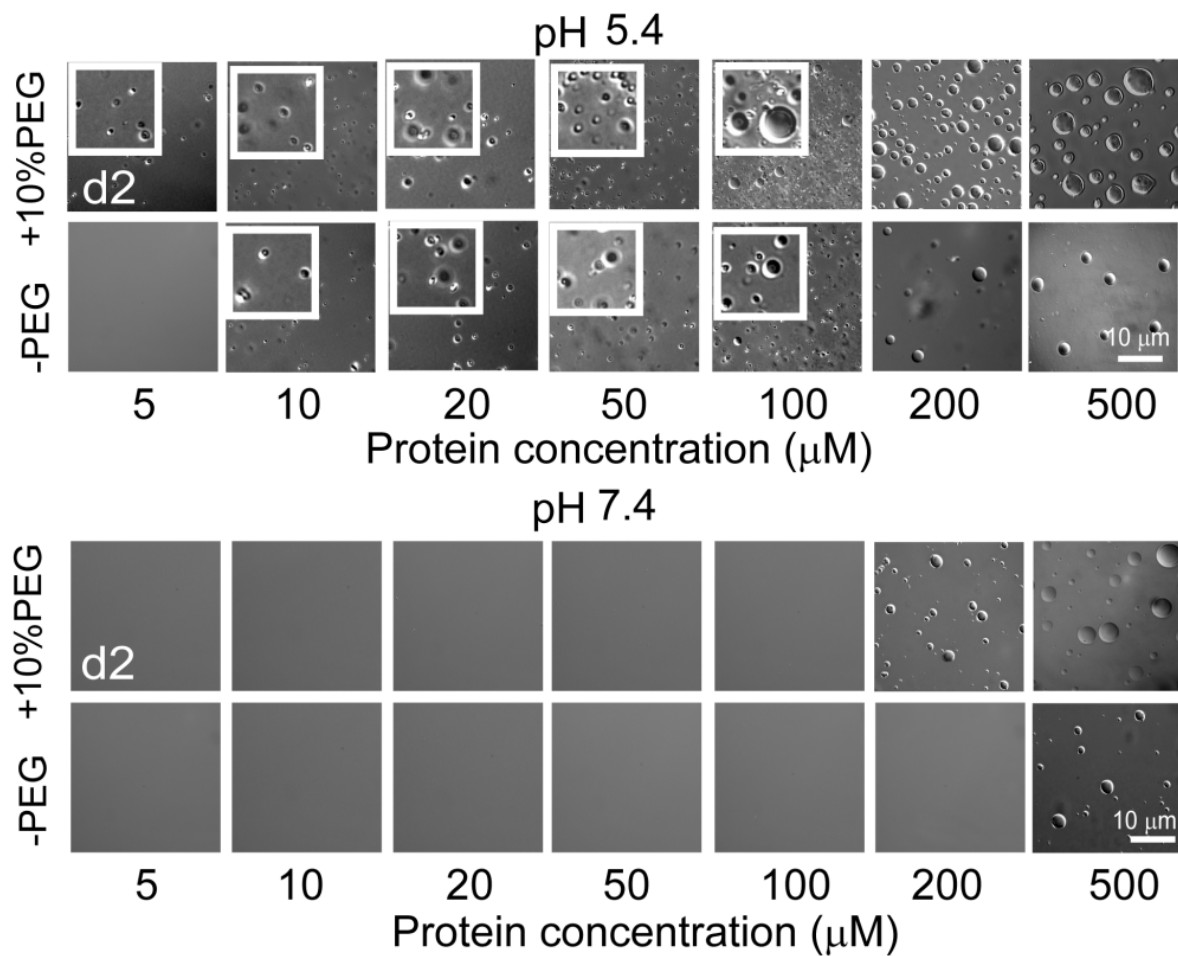 pH 5.4
+10%PEG
d2
-PEG
10 μm
5 10 20 50 100 200 500
Protein concentration (μM)
pH 7.4
+10%PEG
d2
-PEG
10 μm
5 10 20 50 100 200 500
Protein concentration (μM)